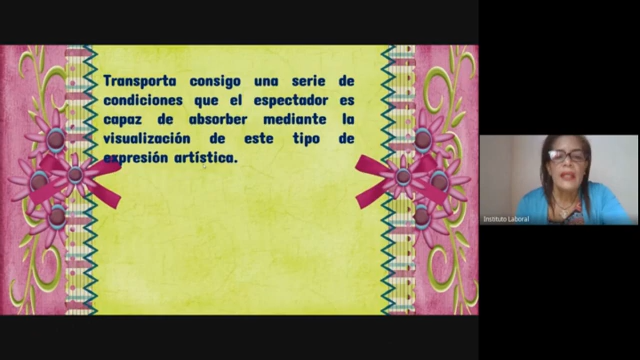 Transporta consigo una serie de
condiciones que el espectador es
capaz de absorber mediante la
visualización de este tipo de
expresión artística.
Instituto Laboral